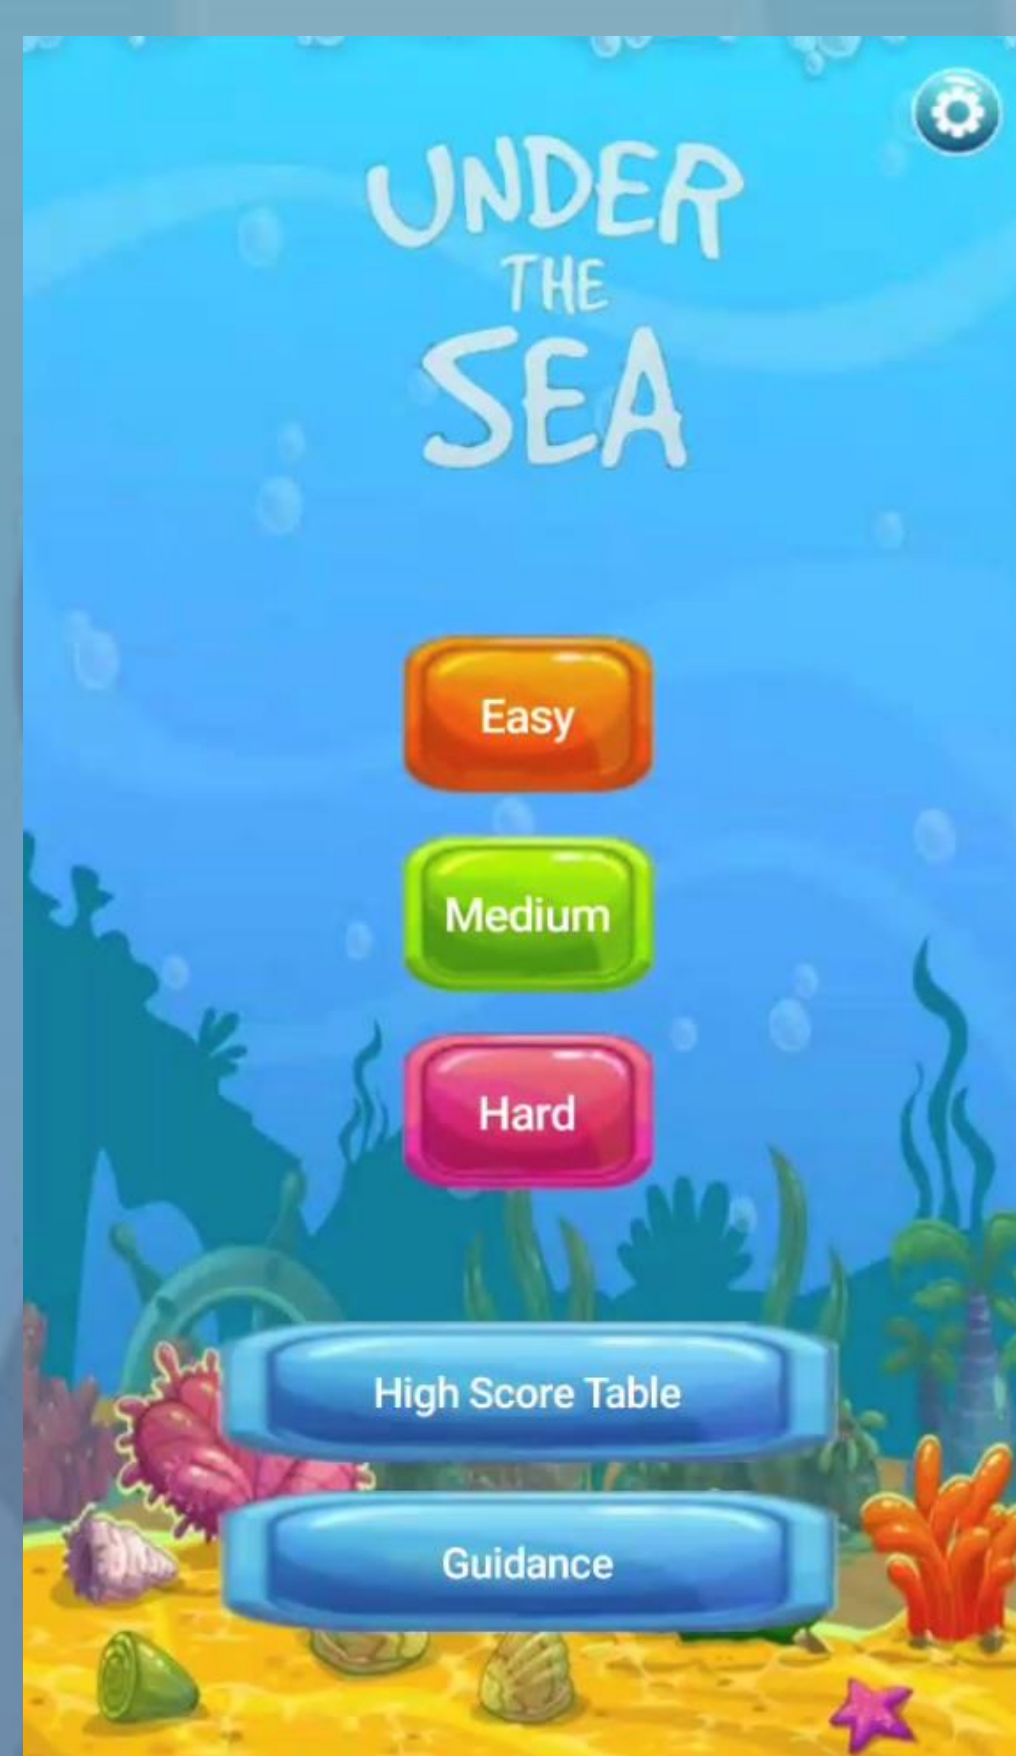 UNDER
THE
SEA
Easy
Medium
Hard
High Score Table
Guidance